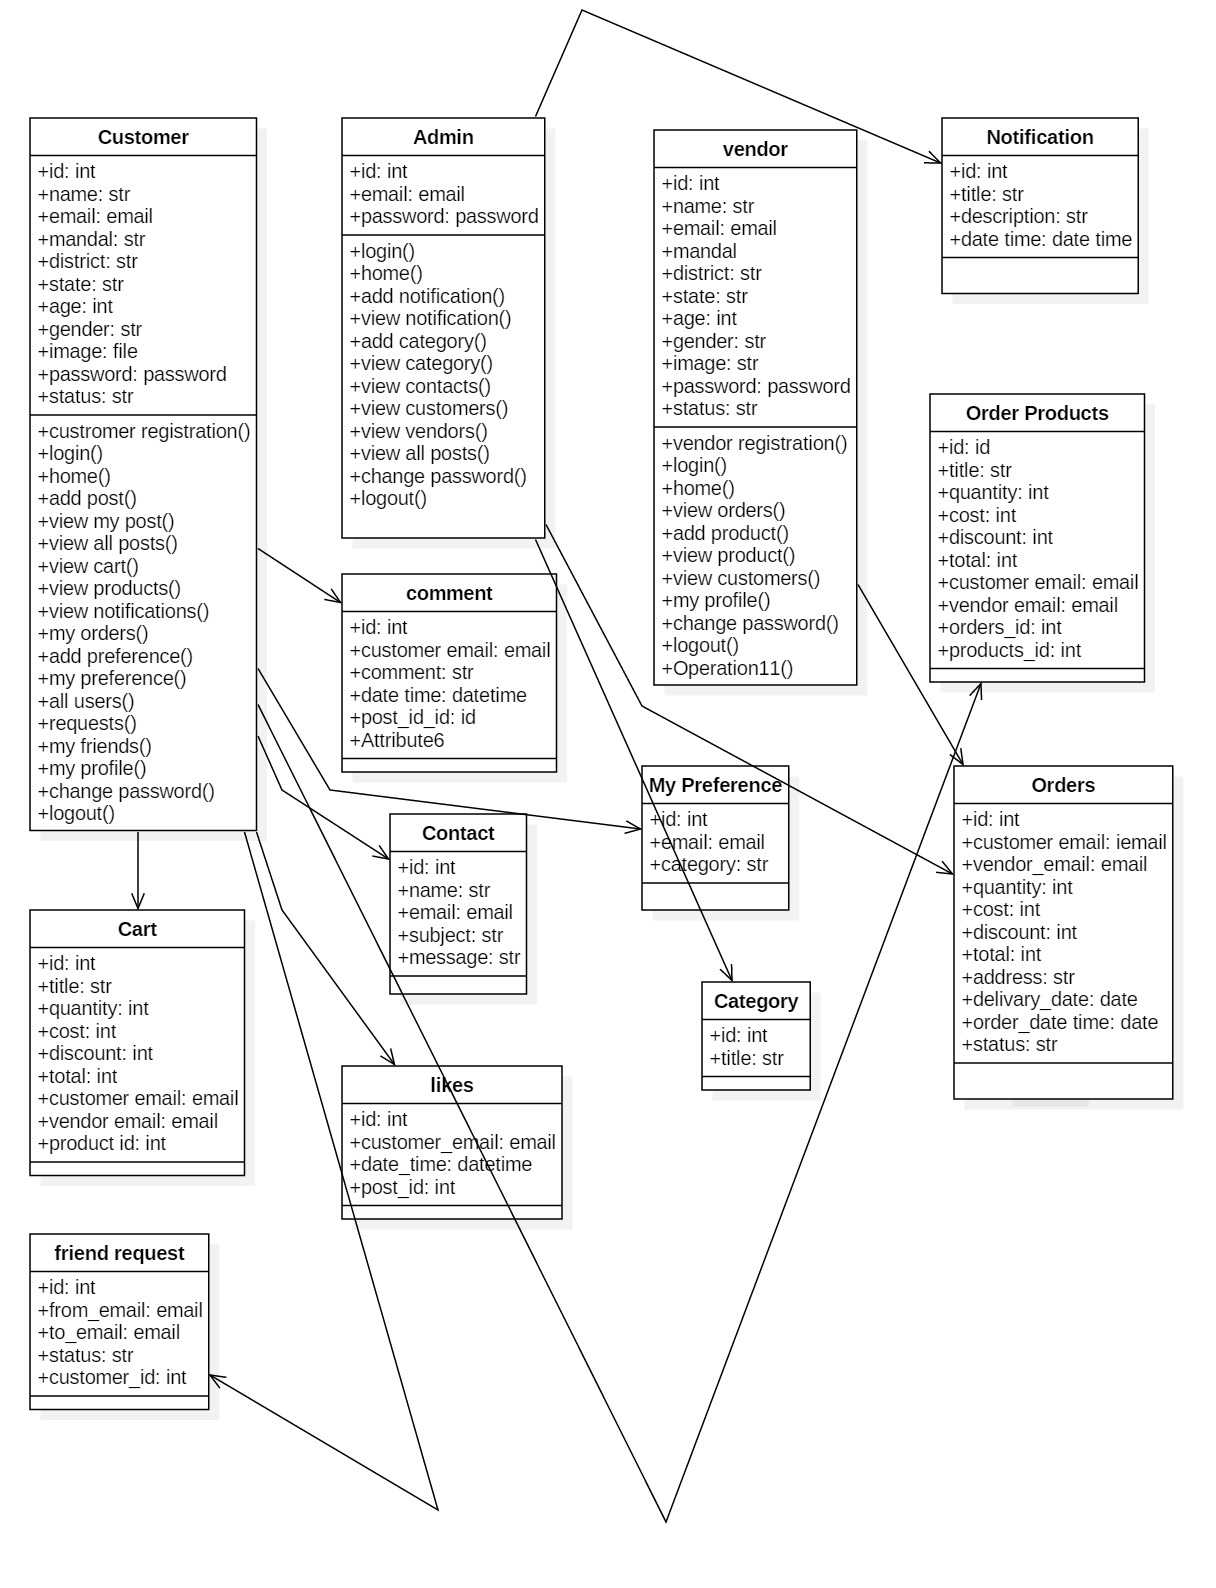 Customer
+id: int
+name: str
+email: email
+mandal: str
+district: str
+state: str
+age: int
+gender: str
+image: file
+password: password
+status: str
+custromer registration()
+login()
+home()
+add post()
+view my post()
+view all posts()
+view cart()
+view products()
+view notifications()
+my orders()
+add preference()
+my preference()
+all users()
+requests()
+my friends()
+my profile()
+change password()
+logout()
Admin
+id: int
+email: email
+password: password
+login()
+home()
+add notification()
+view notification()
+add category()
+view category()
+view contacts()
+view customers()
+view vendors()
+view all posts()
+change password()
+logout()
vendor
+id: int
+name: str
+email: email
+mandal
+district: str
+state: str
+age: int
+gender: str
+image: str
+password: password
+status: str
+vendor registration()
+login()
+home()
+view orders()
+add product()
+view product()
+view customers()
+my profile()
+change password()
+logout()
+Operation11()
Notification
+id: int
+title: str
+description: str
+date time: date time
Order Products
+id: id
+title: str
+quantity: int
+cost: int
+discount: int
+total: int
+customer email: email
+vendor email: email
+orders_id: int
+products_id: int
comment
+id: int
+customer email: email
+comment: str
+date time: datetime
+post_id_id: id
+Attribute6
My Preference
+id: int
+email: email
+category: str
Orders
+id: int
+customer email: iemail
+vendor_email: email
+quantity: int
+cost: int
+discount: int
+total: int
+address: str
+delivary_date: date
+order_date time: date
+status: str
Contact
+id: int
+name: str
+email: email
+subject: str
+message: str
Cart
+id: int
+title: str
+quantity: int
+cost: int
+discount: int
+total: int
+customer email: email
+vendor email: email
+product id: int
Category
+id: int
+title: str
likes
+id: int
+customer_email: email
+date_time: datetime
+post_id: int
friend request
+id: int
+from_email: email
+to_email: email
+status: str
+customer_id: int